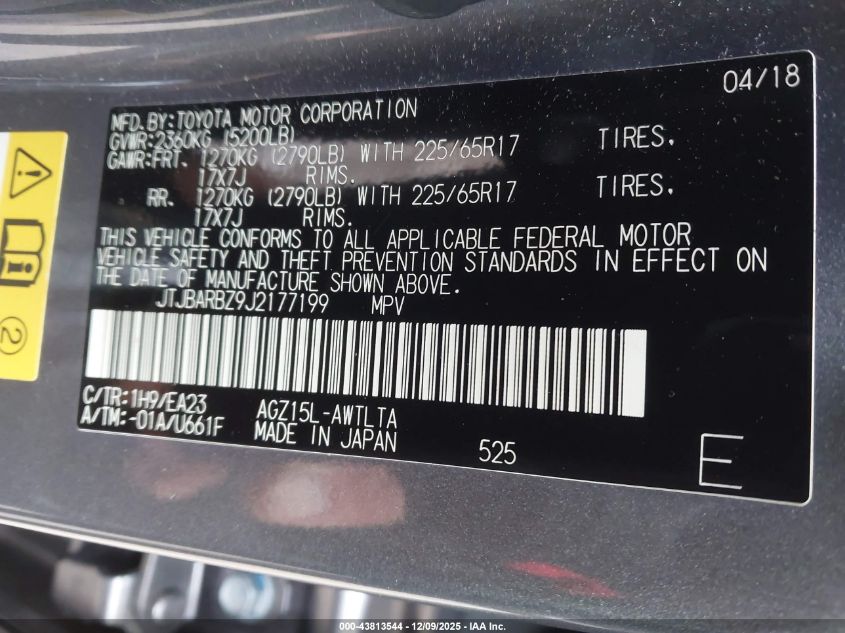 04/18
MFD.BY:TOYOTA MOTOR CORPORATION
GVWR:2360KG (5200LB)
GAWR:FRT. 1270KG (2790LB) WITH 225/65R17 TIRES.
17X7J RIMS.
RR. 1270KG (2790LB) WITH 225/65R17 TIRES.
17X7J RIMS.
THIS VEHICLE CONFORMS TO ALL APPLICABLE FEDERAL MOTOR
VEHICLE SAFETY AND THEFT PREVENTION STANDARDS IN EFFECT ON
THE DATE OF MANUFACTURE SHOWN ABOVE.
JTJBARBZ9J2177199 MPV
C/TR:1H9/EA23 AGZ15L-AWTLTA
A/TM:-01A/U661F MADE IN JAPAN 525
E
2
000-43813544 - 12/09/2025 - IAA Inc.